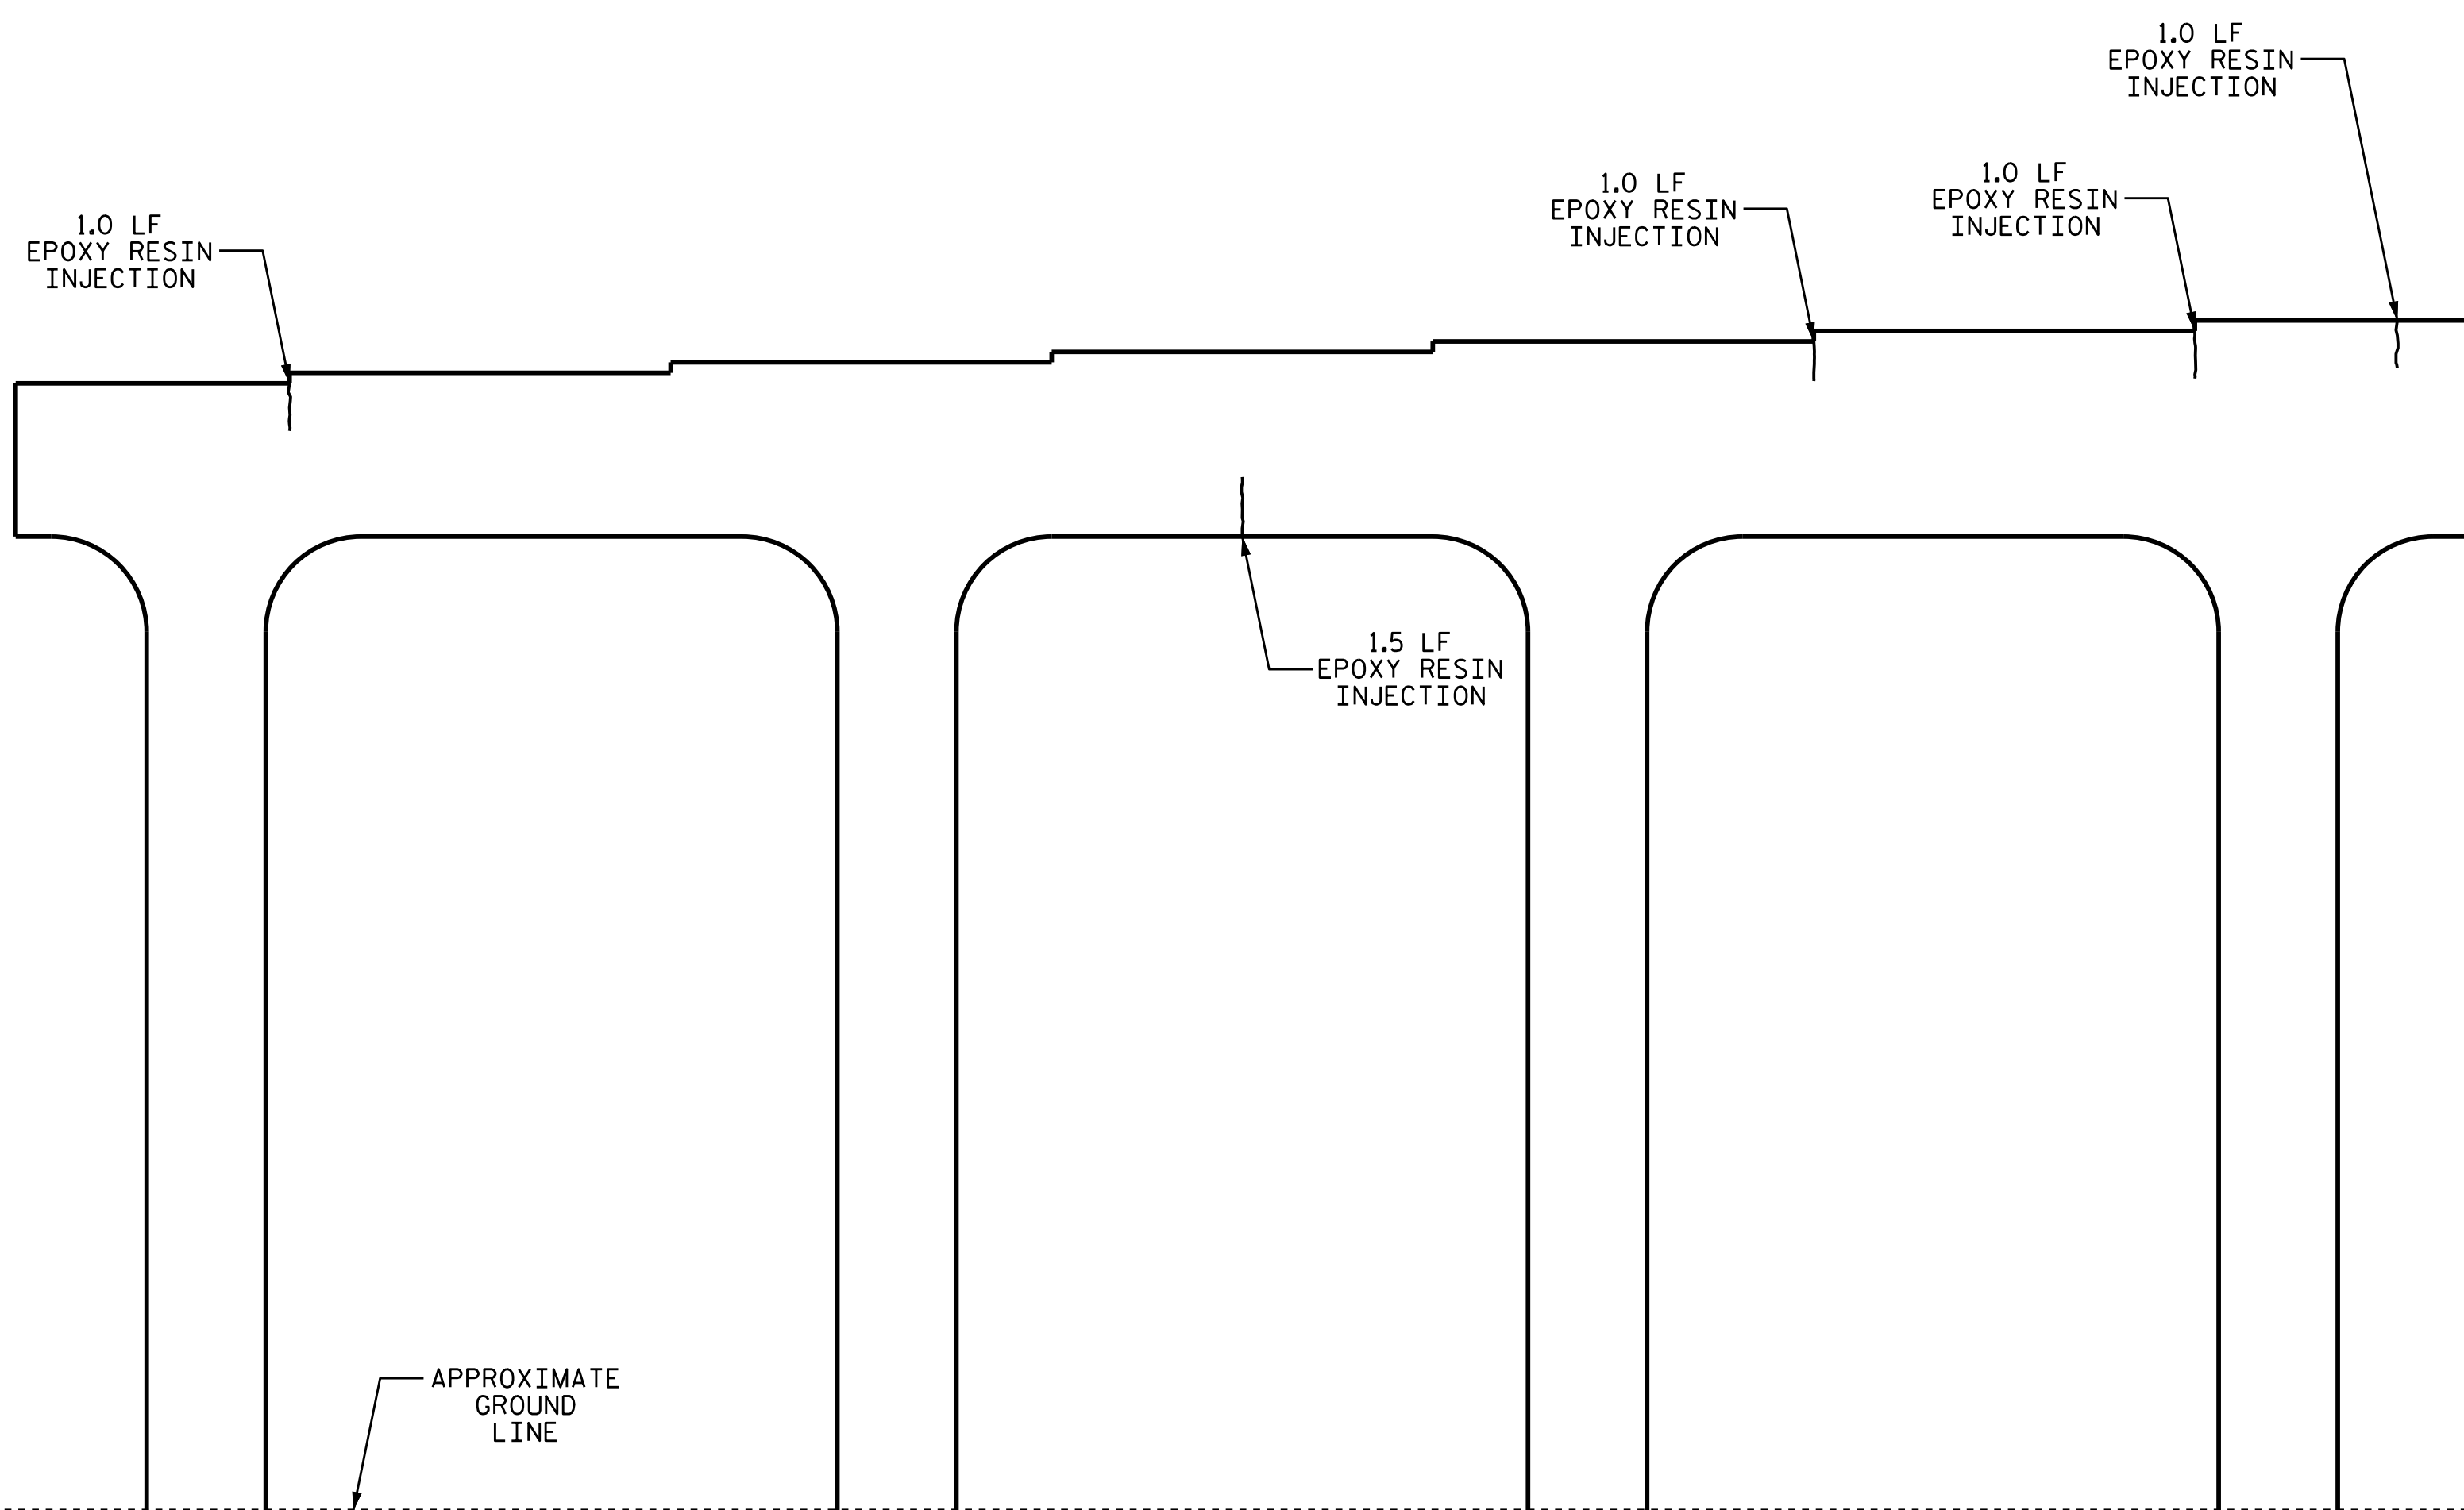 1.0 LF
EPOXY RESIN
INJECTION
1.0 LF
EPOXY RESIN
INJECTION
1.0 LF
EPOXY RESIN
INJECTION
1.0 LF
EPOXY RESIN
INJECTION
1.5 LF
EPOXY RESIN
INJECTION
APPROXIMATE
GROUND
LINE